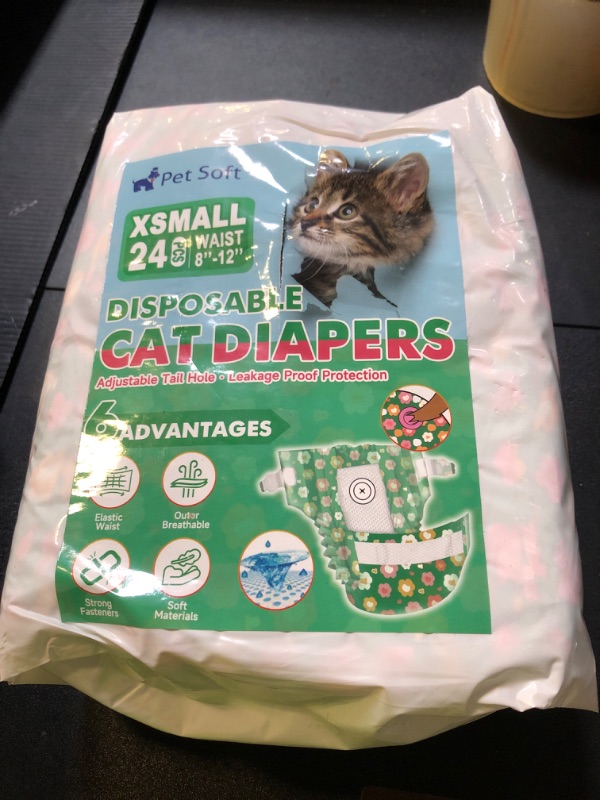 Pet Soft
XSMALL
24 PCS
WAIST
8"-12"
DISPOSABLE
CAT DIAPERS
Adjustable Tail Hole • Leakage Proof Protection
6 ADVANTAGES
Elastic
Waist
Outer
Breathable
Strong
Fasteners
Soft
Materials